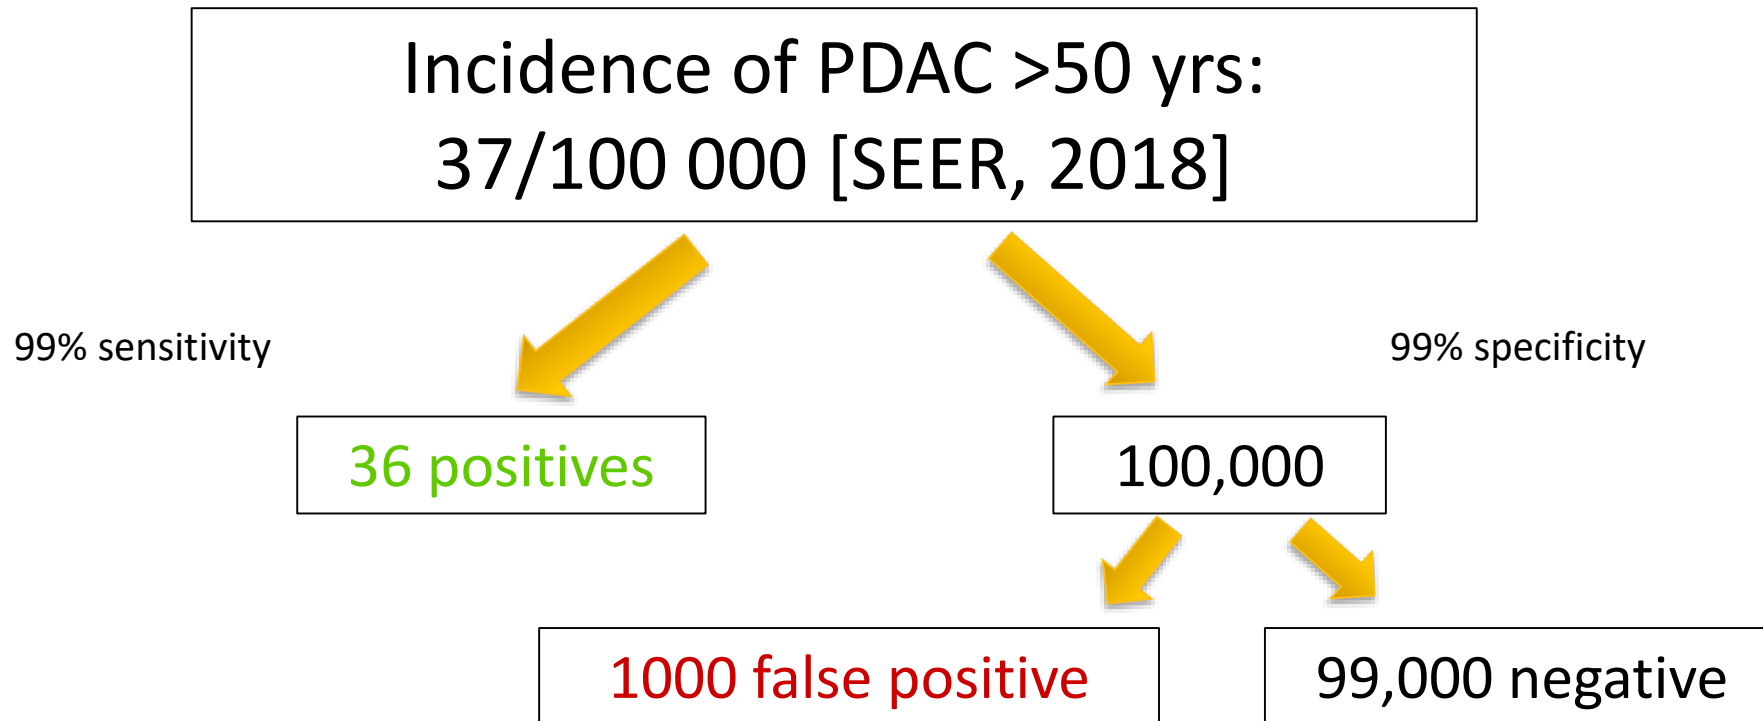 Incidence of PDAC >50 yrs:
37/100 000 [SEER, 2018]
99% sensitivity
99% specificity
36 positives
100,000
1000 false positive
99,000 negative